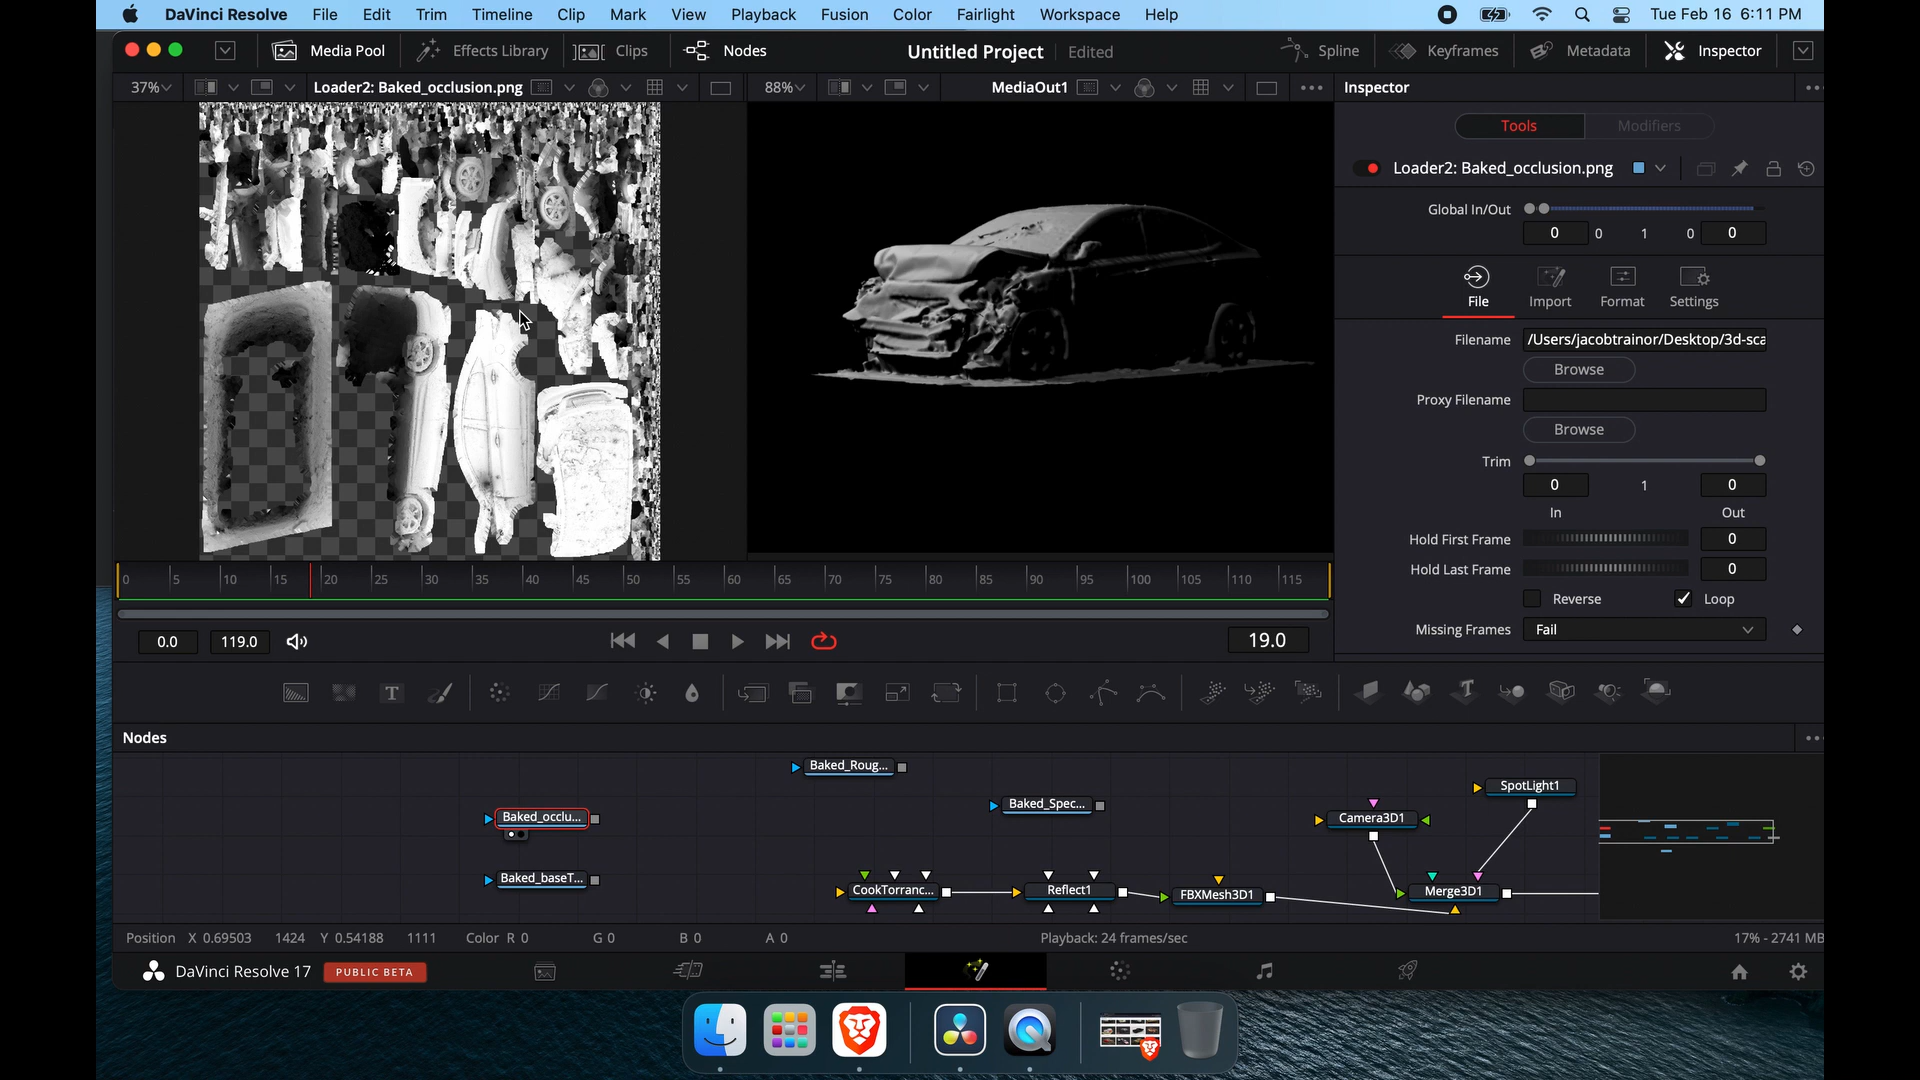 DaVinci Resolve File Edit Trim Timeline Clip Mark View Playback Fusion Color Fairlight Workspace Help Tue Feb 16 6:11 PM
Media Pool Effects Library Clips Nodes Untitled Project Edited Spline Keyframes Metadata Inspector
37% Loader2: Baked_occlusion.png 88% MediaOut1 Inspector
Tools Modifiers
Loader2: Baked_occlusion.png
Global In/Out
0 0 1 0 0
File Import Format Settings
Filename /Users/jacobtrainor/Desktop/3d-sca
Browse
Proxy Filename
Browse
Trim
0 1 0
In Out
Hold First Frame 0
Hold Last Frame 0
Reverse Loop
Missing Frames Fail
0 5 10 15 20 25 30 35 40 45 50 55 60 65 70 75 80 85 90 95 100 105 110 115
0.0 119.0 19.0
T T
Nodes
Baked_Roug...
SpotLight1
Baked_Spec...
Baked_occlu...
Camera3D1
Baked_baseT...
CookTorranc... Reflect1 FBXMesh3D1 Merge3D1
Position X 0.69503 1424 Y 0.54188 1111 Color R 0 G 0 B 0 A 0 Playback: 24 frames/sec 17% - 2741 MB
DaVinci Resolve 17 PUBLIC BETA